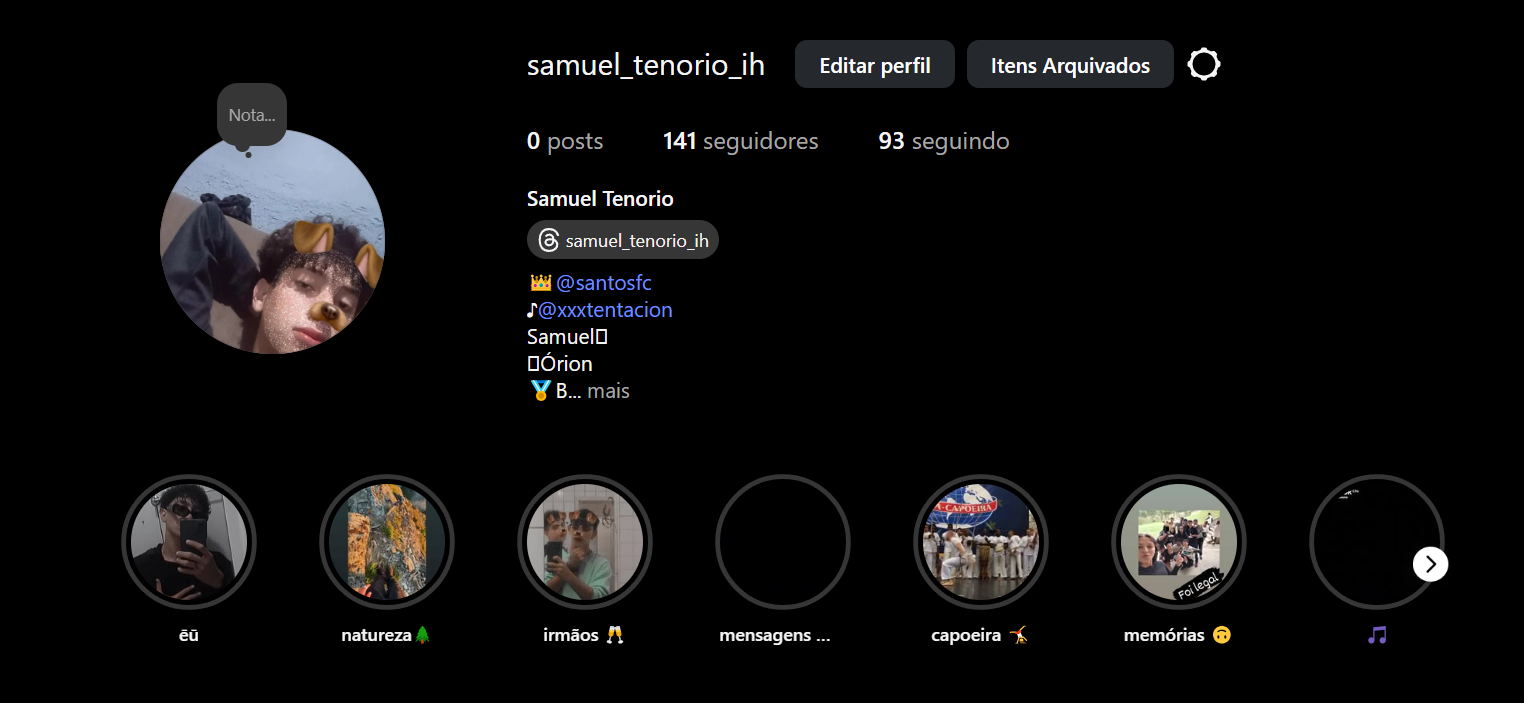 samuel_tenorio_ih
Editar perfil
Itens Arquivados
Nota...
0 posts
141 seguidores
93 seguindo
Samuel Tenorio
samuel_tenorio_ih
👑@santosfc
♪@xxxtentacion
Samuel▯
▯Órion
🏅B... mais
CAPOEIRA
Foi legal
ēū
natureza🌲
irmãos 🥂
mensagens ...
capoeira 🤸
memórias 🙃
🎵